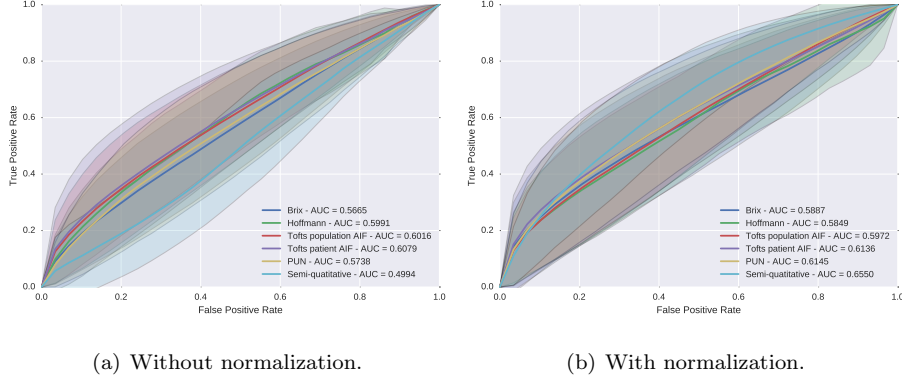 1.0
0.8
0.6
0.4
0.2
0.0
True Positive Rate
Brix - AUC = 0.5665
Hoffmann - AUC = 0.5991
Tofts population AIF - AUC = 0.6016
Tofts patient AIF - AUC = 0.6079
PUN - AUC = 0.5738
Semi-quatitative - AUC = 0.4994
0.0 0.2 0.4 0.6 0.8 1.0
False Positive Rate
(a) Without normalization.
1.0
0.8
0.6
0.4
0.2
0.0
True Positive Rate
Brix - AUC = 0.5887
Hoffmann - AUC = 0.5849
Tofts population AIF - AUC = 0.5972
Tofts patient AIF - AUC = 0.6136
PUN - AUC = 0.6145
Semi-quatitative - AUC = 0.6550
0.0 0.2 0.4 0.6 0.8 1.0
False Positive Rate
(b) With normalization.